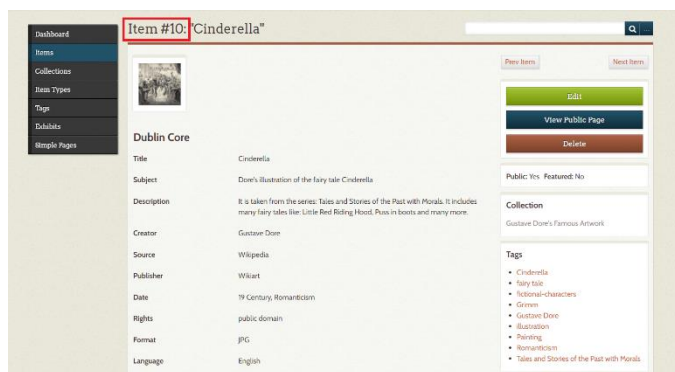 Dashboard
Items
Collections
Item Types
Tags
Exhibits
Simple Pages
Item #10: "Cinderella"
Prev Item
Next Item
Edit
View Public Page
Delete
Public: Yes Featured: No
Collection
Gustave Dore's Famous Artwork
Tags
Cinderella
fairy tale
fictional-characters
Grimm
Gustave Dore
illustration
Painting
Romanticism
Tales and Stories of the Past with Morals
Dublin Core
Title Cinderella
Subject Dore's illustration of the fairy tale Cinderella
Description It is taken from the series: Tales and Stories of the Past with Morals. It includes
many fairy tales like: Little Red Riding Hood, Puss in boots and many more.
Creator Gustave Dore
Source Wikipedia
Publisher Wikiart
Date 19 Century, Romanticism
Rights public domain
Format JPG
Language English